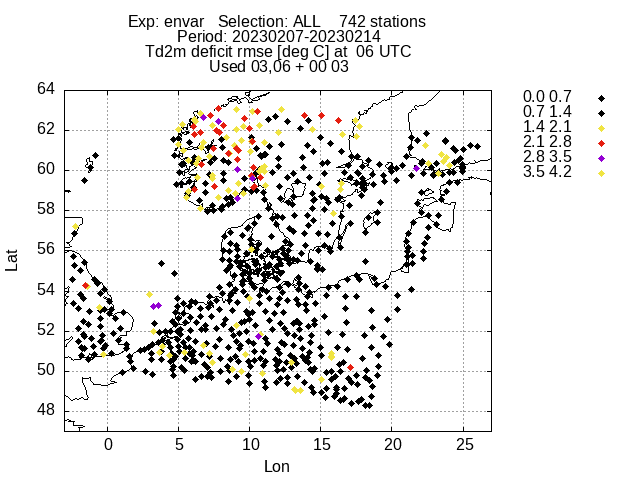 Exp: envar Selection: ALL 742 stations
Period: 20230207-20230214
Td2m deficit rmse [deg C] at 06 UTC
Used 03,06 + 00 03
64
62
60
58
56
54
52
50
48
Lat
0 5 10 15 20 25
Lon
0.0 0.7
0.7 1.4
1.4 2.1
2.1 2.8
2.8 3.5
3.5 4.2